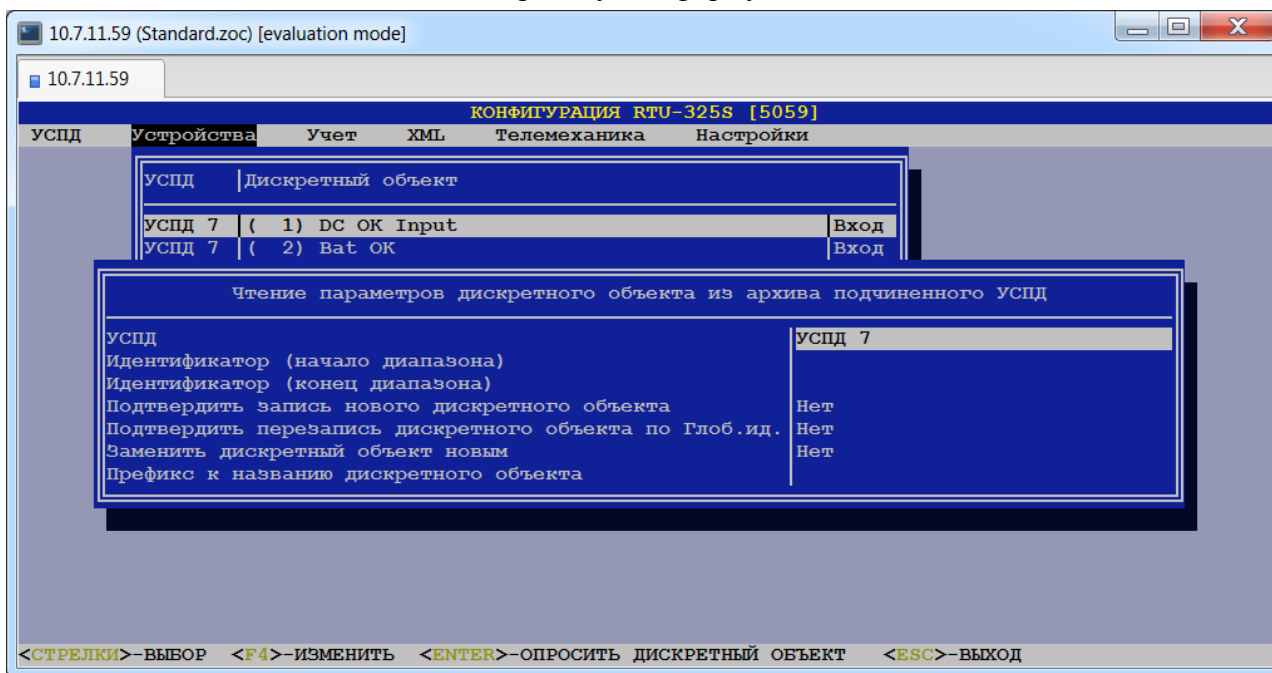 10.7.11.59 (Standard.zoc) [evaluation mode]
10.7.11.59
КОНФИГУРАЦИЯ RTU-325S [5059]
УСПД Устройства Учет XML Телемеханика Настройки
УСПД Дискретный объект
УСПД 7 ( 1) DC OK Input Вход
УСПД 7 ( 2) Bat OK Вход
Чтение параметров дискретного объекта из архива подчиненного УСПД
УСПД УСПД 7
Идентификатор (начало диапазона)
Идентификатор (конец диапазона)
Подтвердить запись нового дискретного объекта Нет
Подтвердить перезапись дискретного объекта по Глоб.ид. Нет
Заменить дискретный объект новым Нет
Префикс к названию дискретного объекта
<СТРЕЛКИ>-ВЫБОР <F4>-ИЗМЕНИТЬ <ENTER>-ОПРОСИТЬ ДИСКРЕТНЫЙ ОБЪЕКТ <ESC>-ВЫХОД